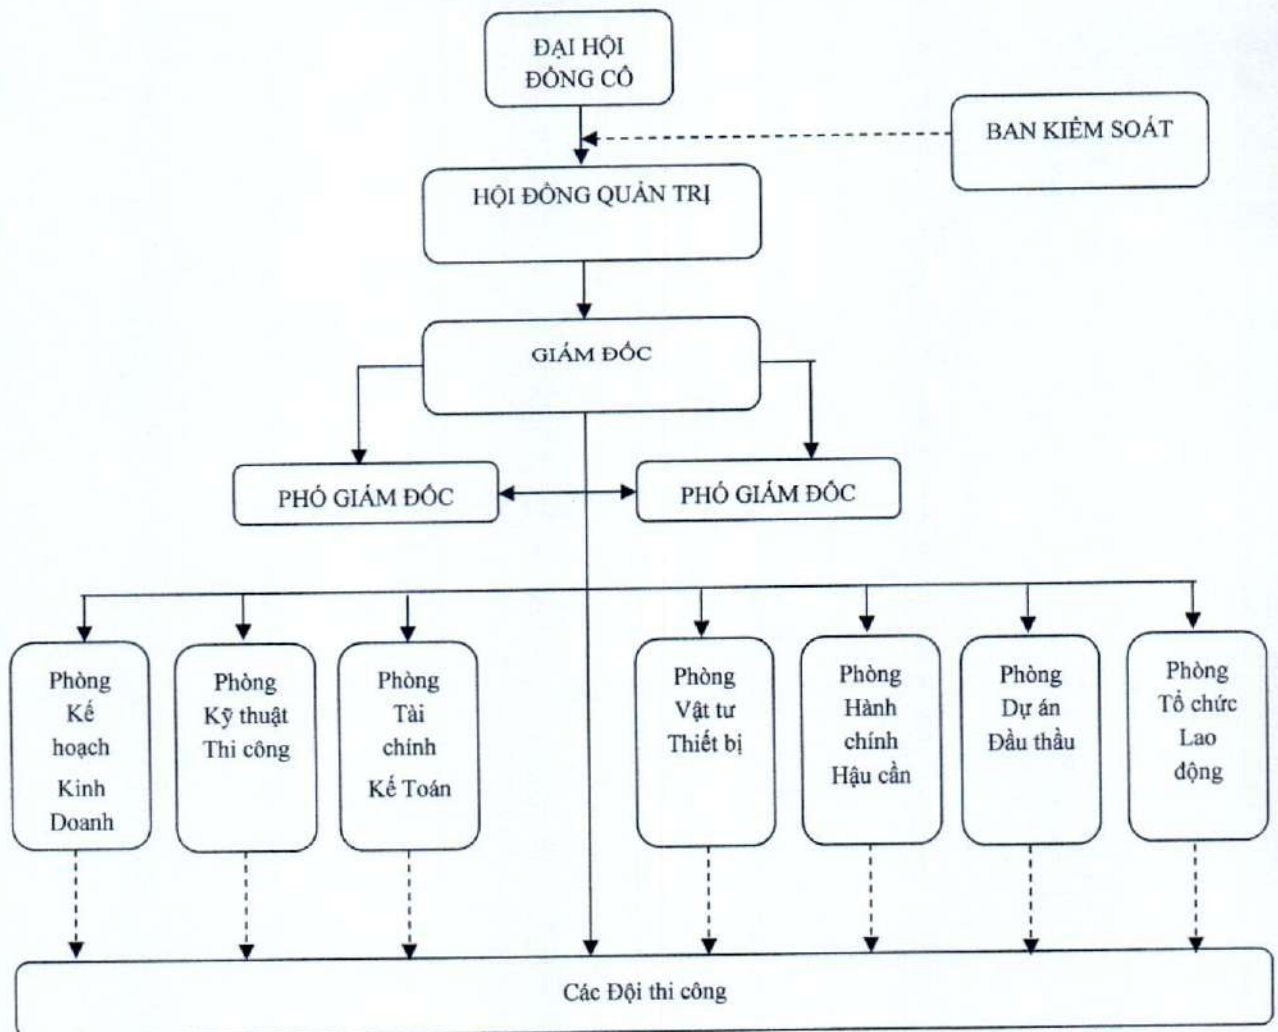 ĐẠI HỘI
ĐỒNG CỔ
BAN KIỂM SOÁT
HỘI ĐỒNG QUẢN TRỊ
GIÁM ĐỐC
PHÓ GIÁM ĐỐC
PHÓ GIÁM ĐỐC
Phòng
Kế
hoạch
Kinh
Doanh
Phòng
Kỹ thuật
Thi công
Phòng
Tài
chính
Kế Toán
Phòng
Vật tư
Thiết bị
Phòng
Hành
chính
Hậu cần
Phòng
Dự án
Đầu thầu
Phòng
Tổ chức
Lao
động
Các Đội thi công